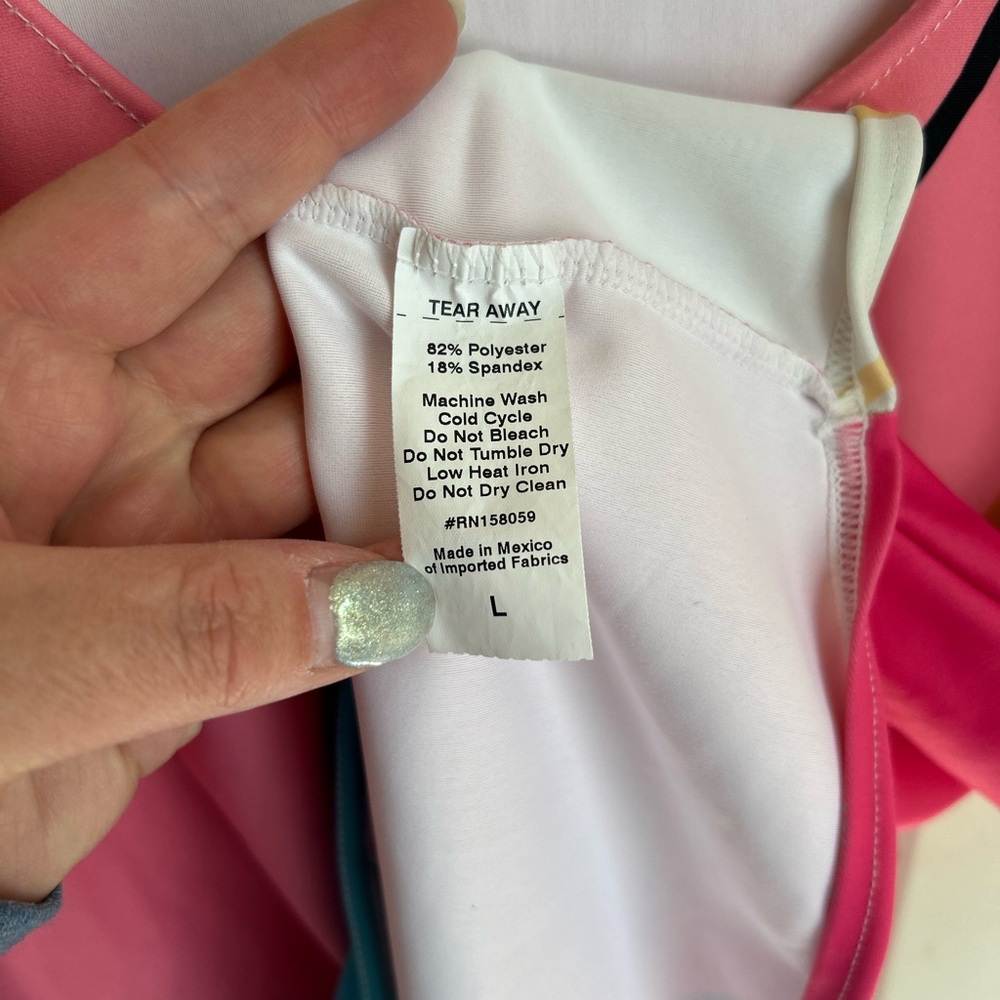 TEAR AWAY
82% Polyester
18% Spandex
Machine Wash
Cold Cycle
Do Not Bleach
Do Not Tumble Dry
Low Heat Iron
Do Not Dry Clean
#RN158059
Made in Mexico
of Imported Fabrics
L